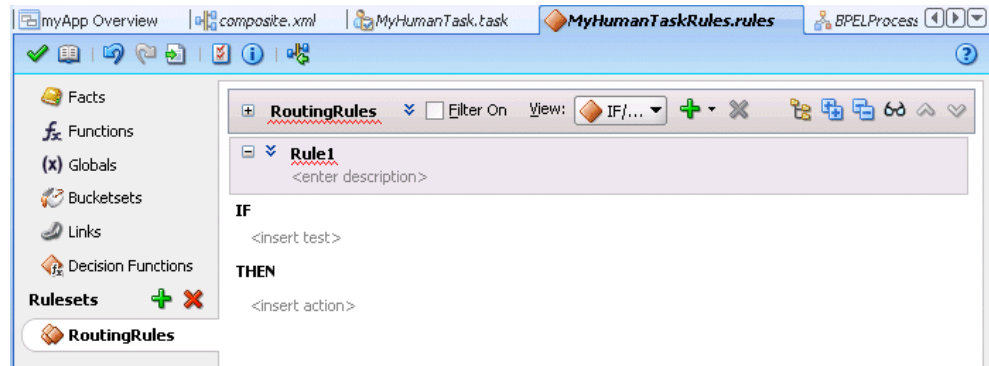 myApp Overview composite.xml MyHumanTask.task MyHumanTaskRules.rules BPELProcess
Facts
Functions
(x) Globals
Bucketsets
Links
Decision Functions
Rulesets
RoutingRules
RoutingRules Filter On View: IF/...
Rule1
<enter description>
IF
<insert test>
THEN
<insert action>